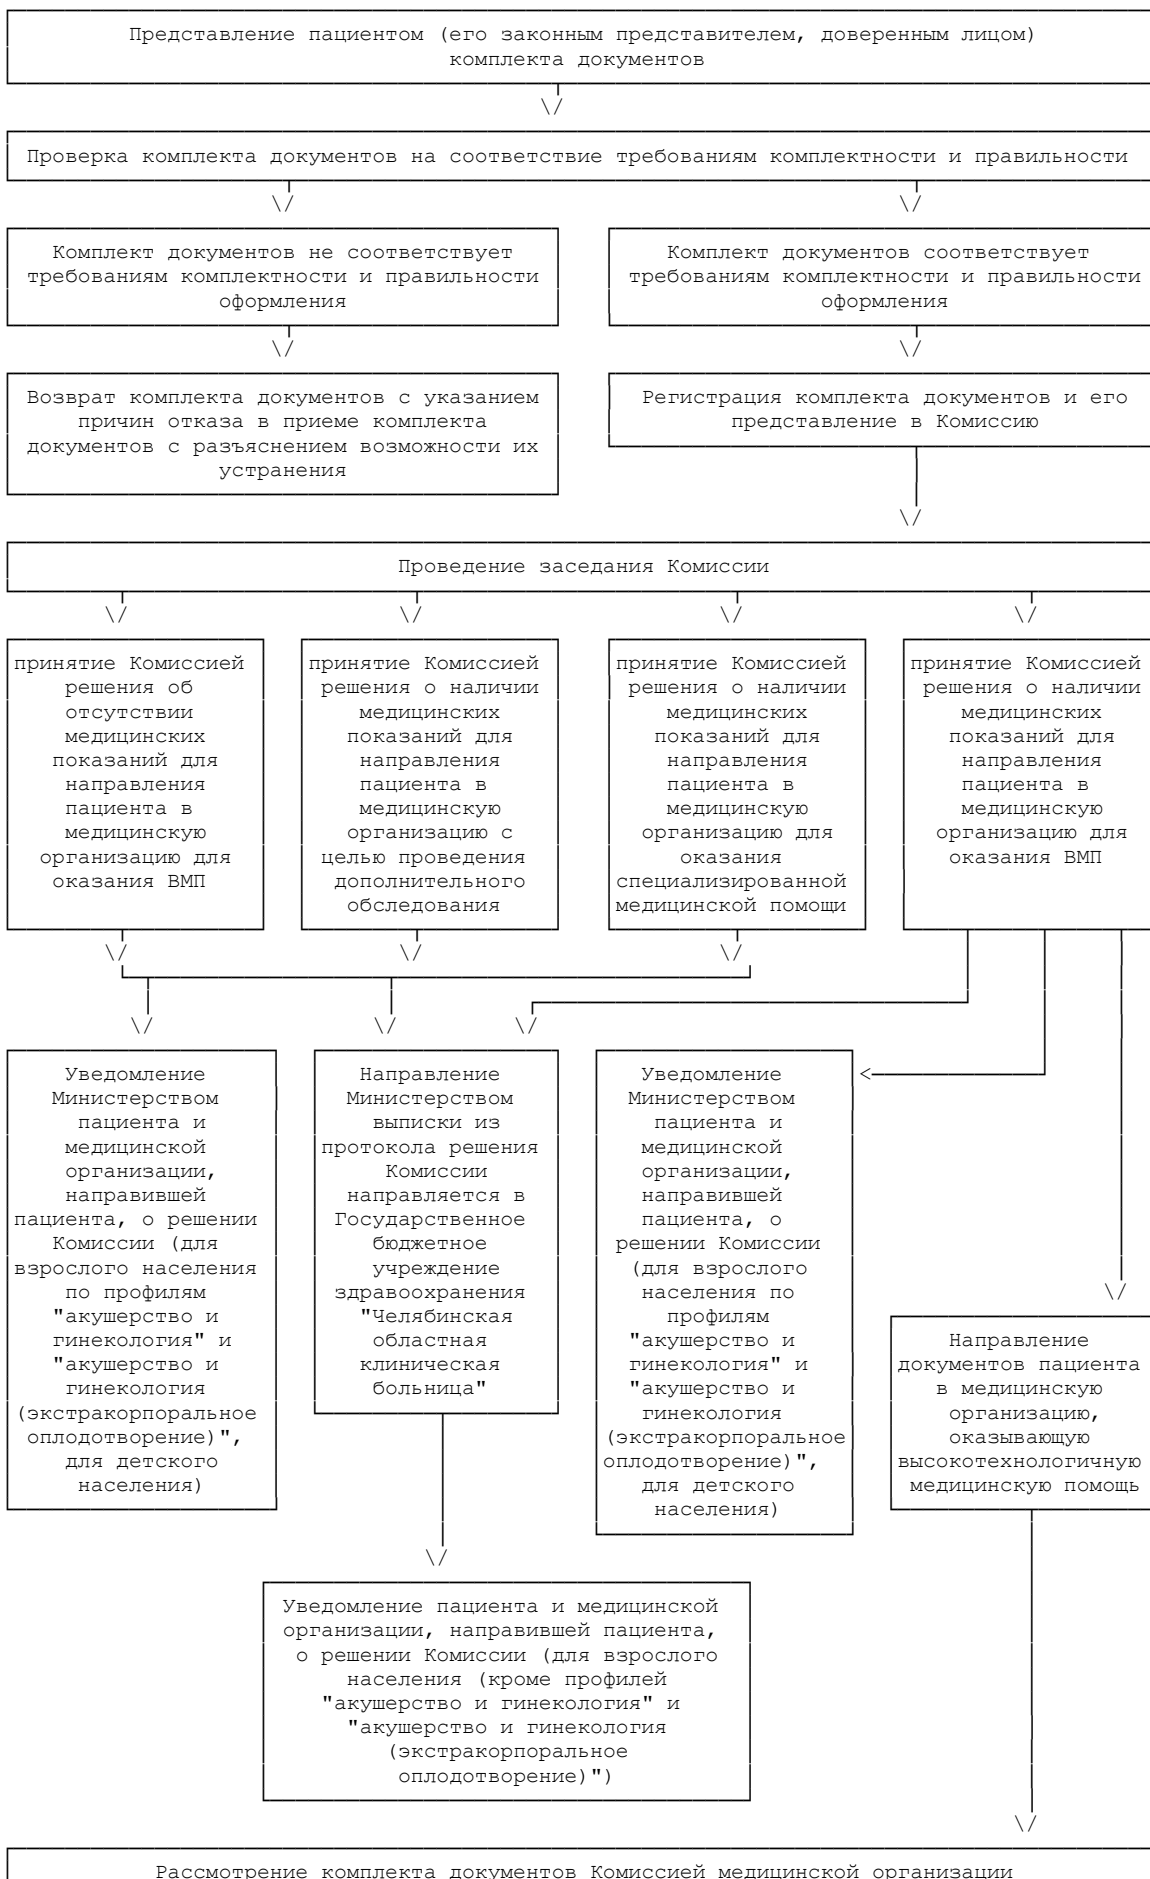 Представление пациентом (его законным представителем, доверенным лицом)
комплекта документов
Проверка комплекта документов на соответствие требованиям комплектности и правильности
Комплект документов не соответствует
требованиям комплектности и правильности
оформления
Комплект документов соответствует
требованиям комплектности и правильности
оформления
Возврат комплекта документов с указанием
причин отказа в приеме комплекта
документов с разъяснением возможности их
устранения
Регистрация комплекта документов и его
представление в Комиссию
Проведение заседания Комиссии
принятие Комиссией
решения об
отсутствии
медицинских
показаний для
направления
пациента в
медицинскую
организацию для
оказания ВМП
принятие Комиссией
решения о наличии
медицинских
показаний для
направления
пациента в
медицинскую
организацию с
целью проведения
дополнительного
обследования
принятие Комиссией
решения о наличии
медицинских
показаний для
направления
пациента в
медицинскую
организацию для
оказания
специализированной
медицинской помощи
принятие Комиссией
решения о наличии
медицинских
показаний для
направления
пациента в
медицинскую
организацию для
оказания ВМП
Уведомление
Министерством
пациента и
медицинской
организации,
направившей
пациента, о решении
Комиссии (для
взрослого населения
по профилям
"акушерство и
гинекология" и
"акушерство и
гинекология
(экстракорпоральное
оплодотворение)",
для детского
населения)
Направление
Министерством
выписки из
протокола решения
Комиссии
направляется в
Государственное
бюджетное
учреждение
здравоохранения
"Челябинская
областная
клиническая
больница"
Уведомление
Министерством
пациента и
медицинской
организации,
направившей
пациента, о
решении Комиссии
(для взрослого
населения по
профилям
"акушерство и
гинекология" и
"акушерство и
гинекология
(экстракорпоральное
оплодотворение)",
для детского
населения)
Направление
документов пациента
в медицинскую
организацию,
оказывающую
высокотехнологичную
медицинскую помощь
Уведомление пациента и медицинской
организации, направившей пациента,
о решении Комиссии (для взрослого
населения (кроме профилей
"акушерство и гинекология" и
"акушерство и гинекология
(экстракорпоральное
оплодотворение)")
Рассмотрение комплекта документов Комиссией медицинской организации